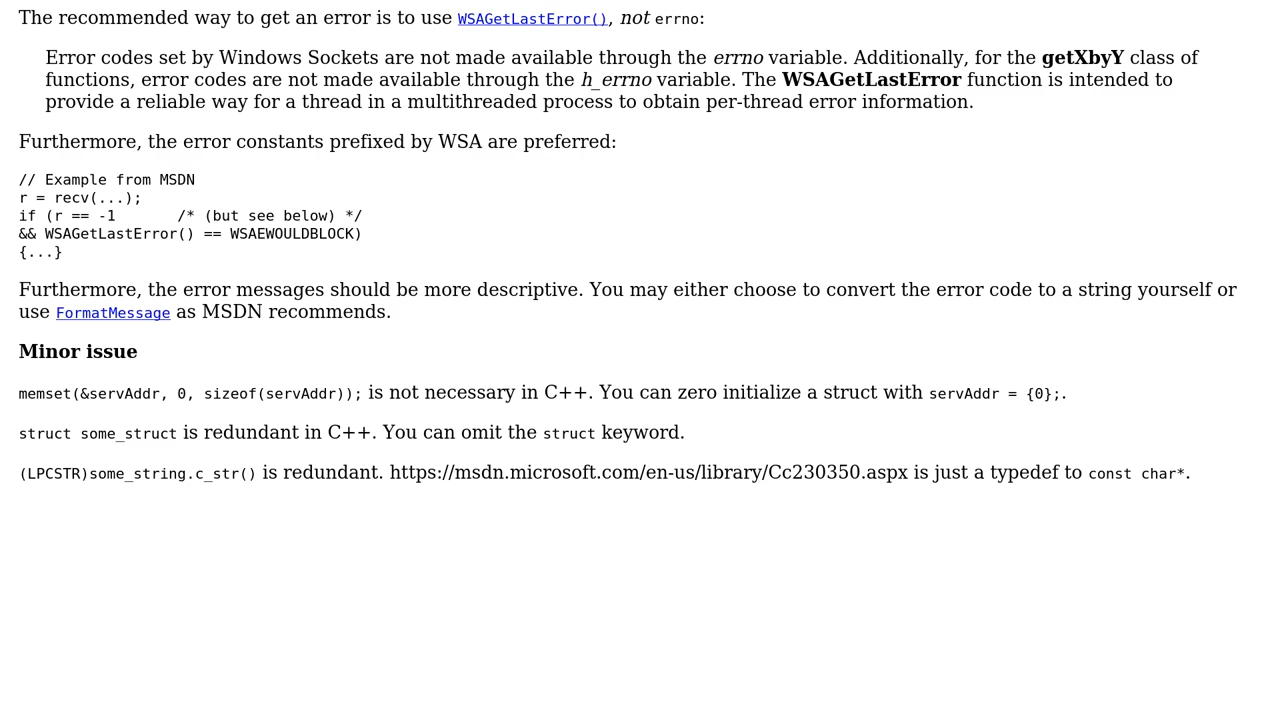 The recommended way to get an error is to use WSAGetLastError(), not errno:
Error codes set by Windows Sockets are not made available through the errno variable. Additionally, for the getXbyY class of
functions, error codes are not made available through the h_errno variable. The WSAGetLastError function is intended to
provide a reliable way for a thread in a multithreaded process to obtain per-thread error information.
Furthermore, the error constants prefixed by WSA are preferred:
// Example from MSDN
r = recv(...);
if (r == -1       /* (but see below) */
&& WSAGetLastError() == WSAEWOULDBLOCK)
{...}
Furthermore, the error messages should be more descriptive. You may either choose to convert the error code to a string yourself or
use FormatMessage as MSDN recommends.
Minor issue
memset(&servAddr, 0, sizeof(servAddr)); is not necessary in C++. You can zero initialize a struct with servAddr = {0};.
struct some_struct is redundant in C++. You can omit the struct keyword.
(LPCSTR)some_string.c_str() is redundant. https://msdn.microsoft.com/en-us/library/Cc230350.aspx is just a typedef to const char*.